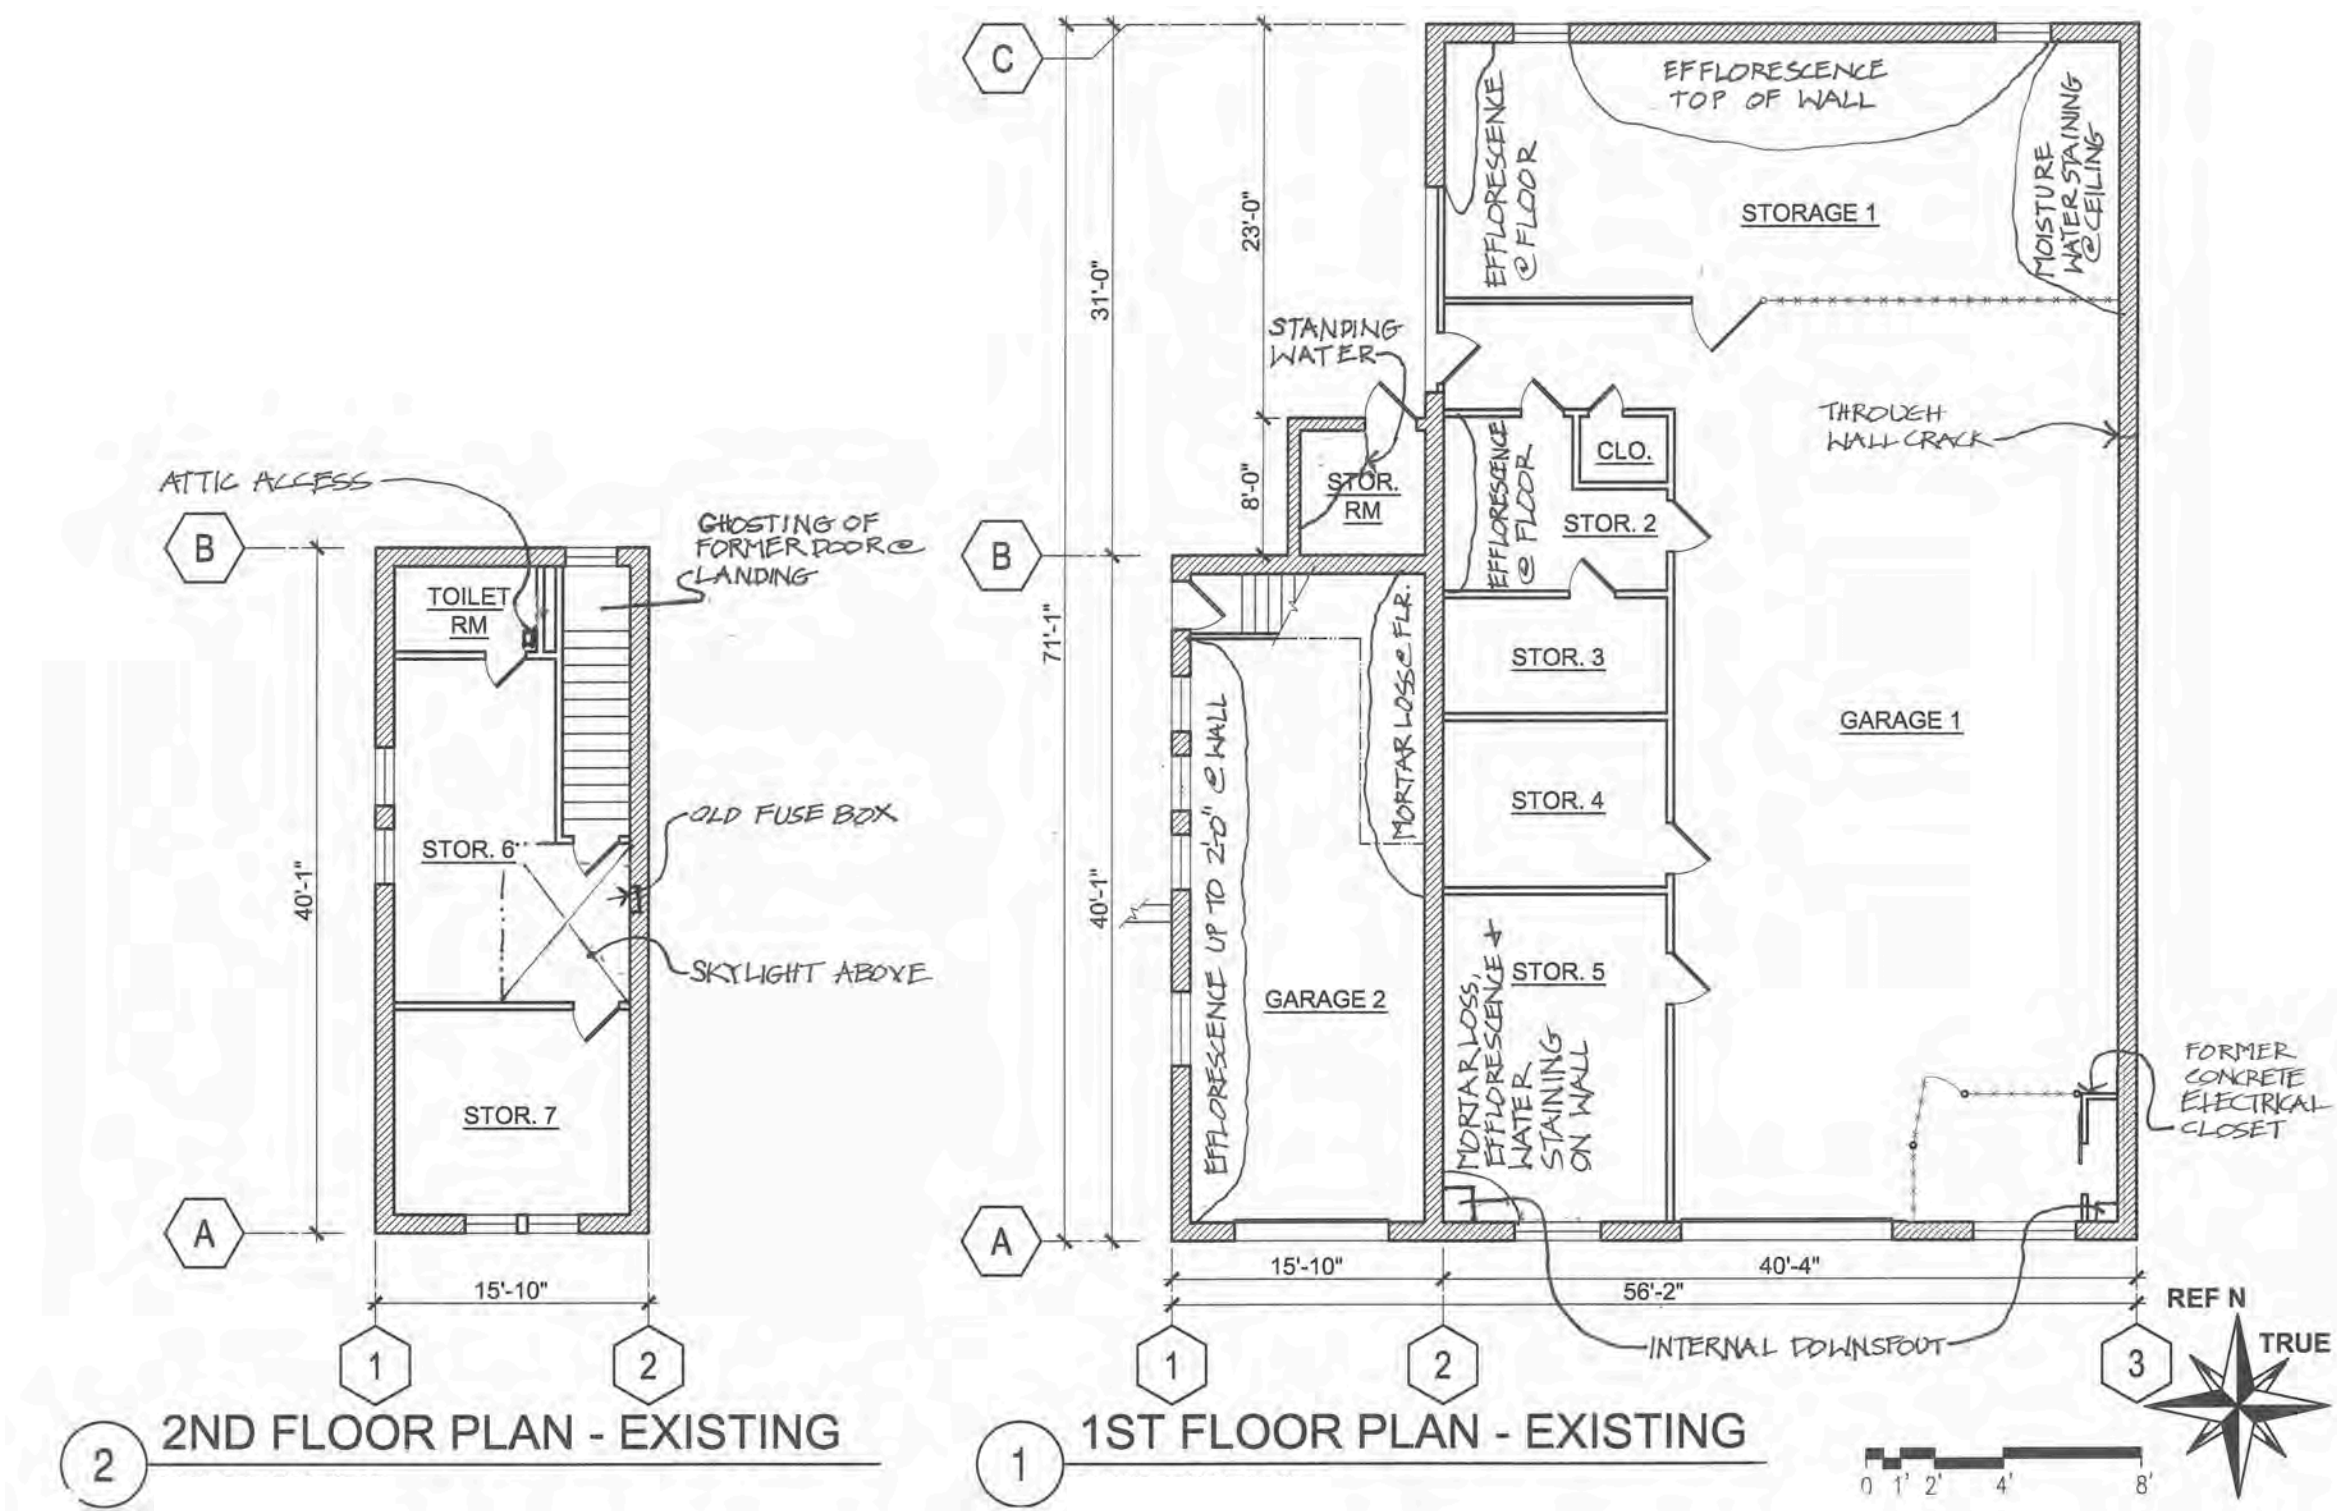 ATTIC ACCESS
B
GHOSTING OF
FORMER DOOR @
LANDING
TOILET
RM
OLD FUSE BOX
STOR. 6
40'-1"
SKYLIGHT ABOVE
STOR. 7
A
15'-10"
1
2
2
2ND FLOOR PLAN - EXISTING
C
EFFLORESCENCE
TOP OF WALL
EFFLORESCENCE
@ FLOOR
MOISTURE
WATER STAINING
@ CEILING
STORAGE 1
23'-0"
31'-0"
STANDING
WATER
THROUGH
WALL CRACK
STOR.
RM
8'-0"
EFFLORESCENCE
@ FLOOR
CLO.
STOR. 2
B
71'-1"
MORTAR LOSS @ FLR.
STOR. 3
GARAGE 1
STOR. 4
EFFLORESCENCE UP TO 2'-0" @ WALL
40'-1"
GARAGE 2
STOR. 5
MORTAR LOSS,
EFFLORESCENCE &
WATER
STAINING
ON WALL
FORMER
CONCRETE
ELECTRICAL
CLOSET
A
15'-10"
40'-4"
56'-2"
INTERNAL DOWNSPOUT
1
2
3
REF N
TRUE
1
1ST FLOOR PLAN - EXISTING
0 1' 2' 4' 8'